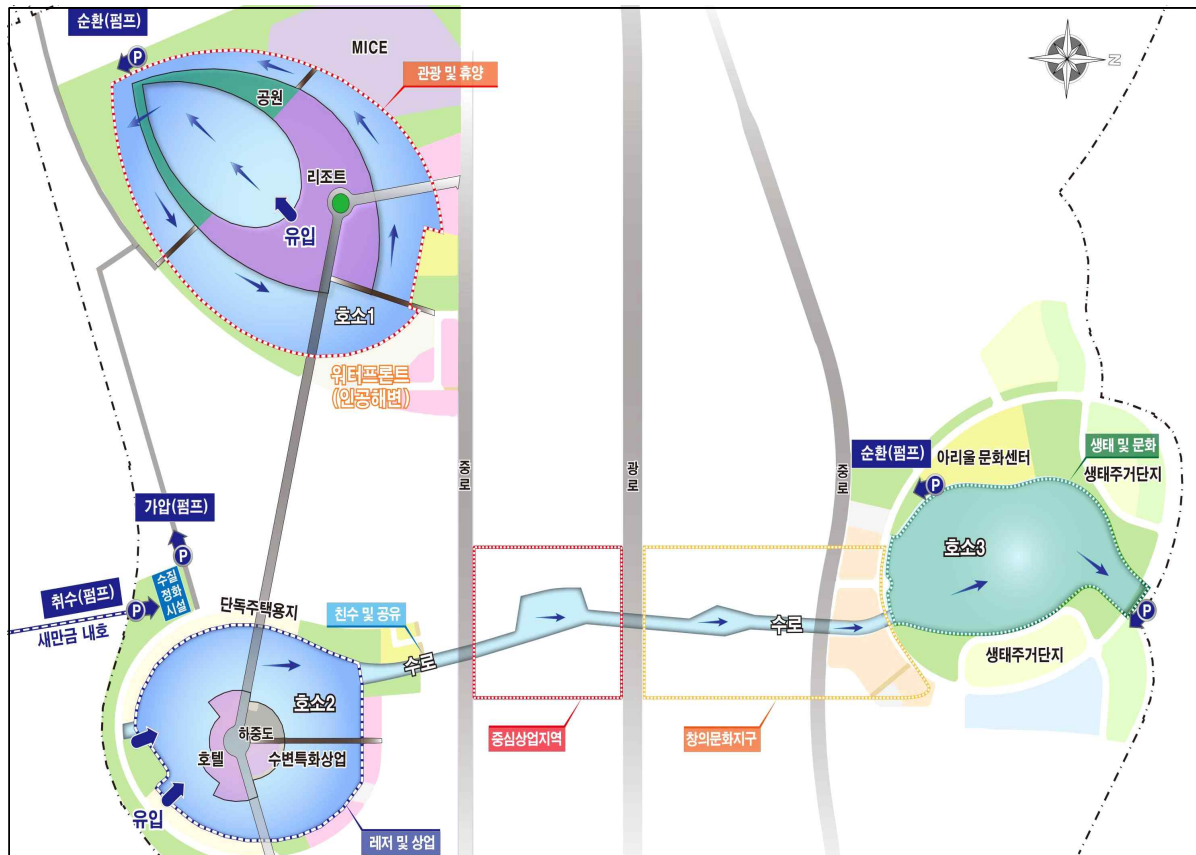 순환(펌프)
P
MICE
관광 및 휴양
공원
리조트
유입
호소1
워터프론트
(인공해변)
N
중로
광로
중로
순환(펌프)
P
아리울 문화센터
생태 및 문화
생태주거단지
호소3
P
생태주거단지
가압(펌프)
P
취수(펌프)
P
수질
정화
시설
새만금 내호
단독주택용지
친수 및 공유
수로
수로
호소2
하중도
호텔
수변특화상업
유입
레저 및 상업
중심상업지역
창의문화지구